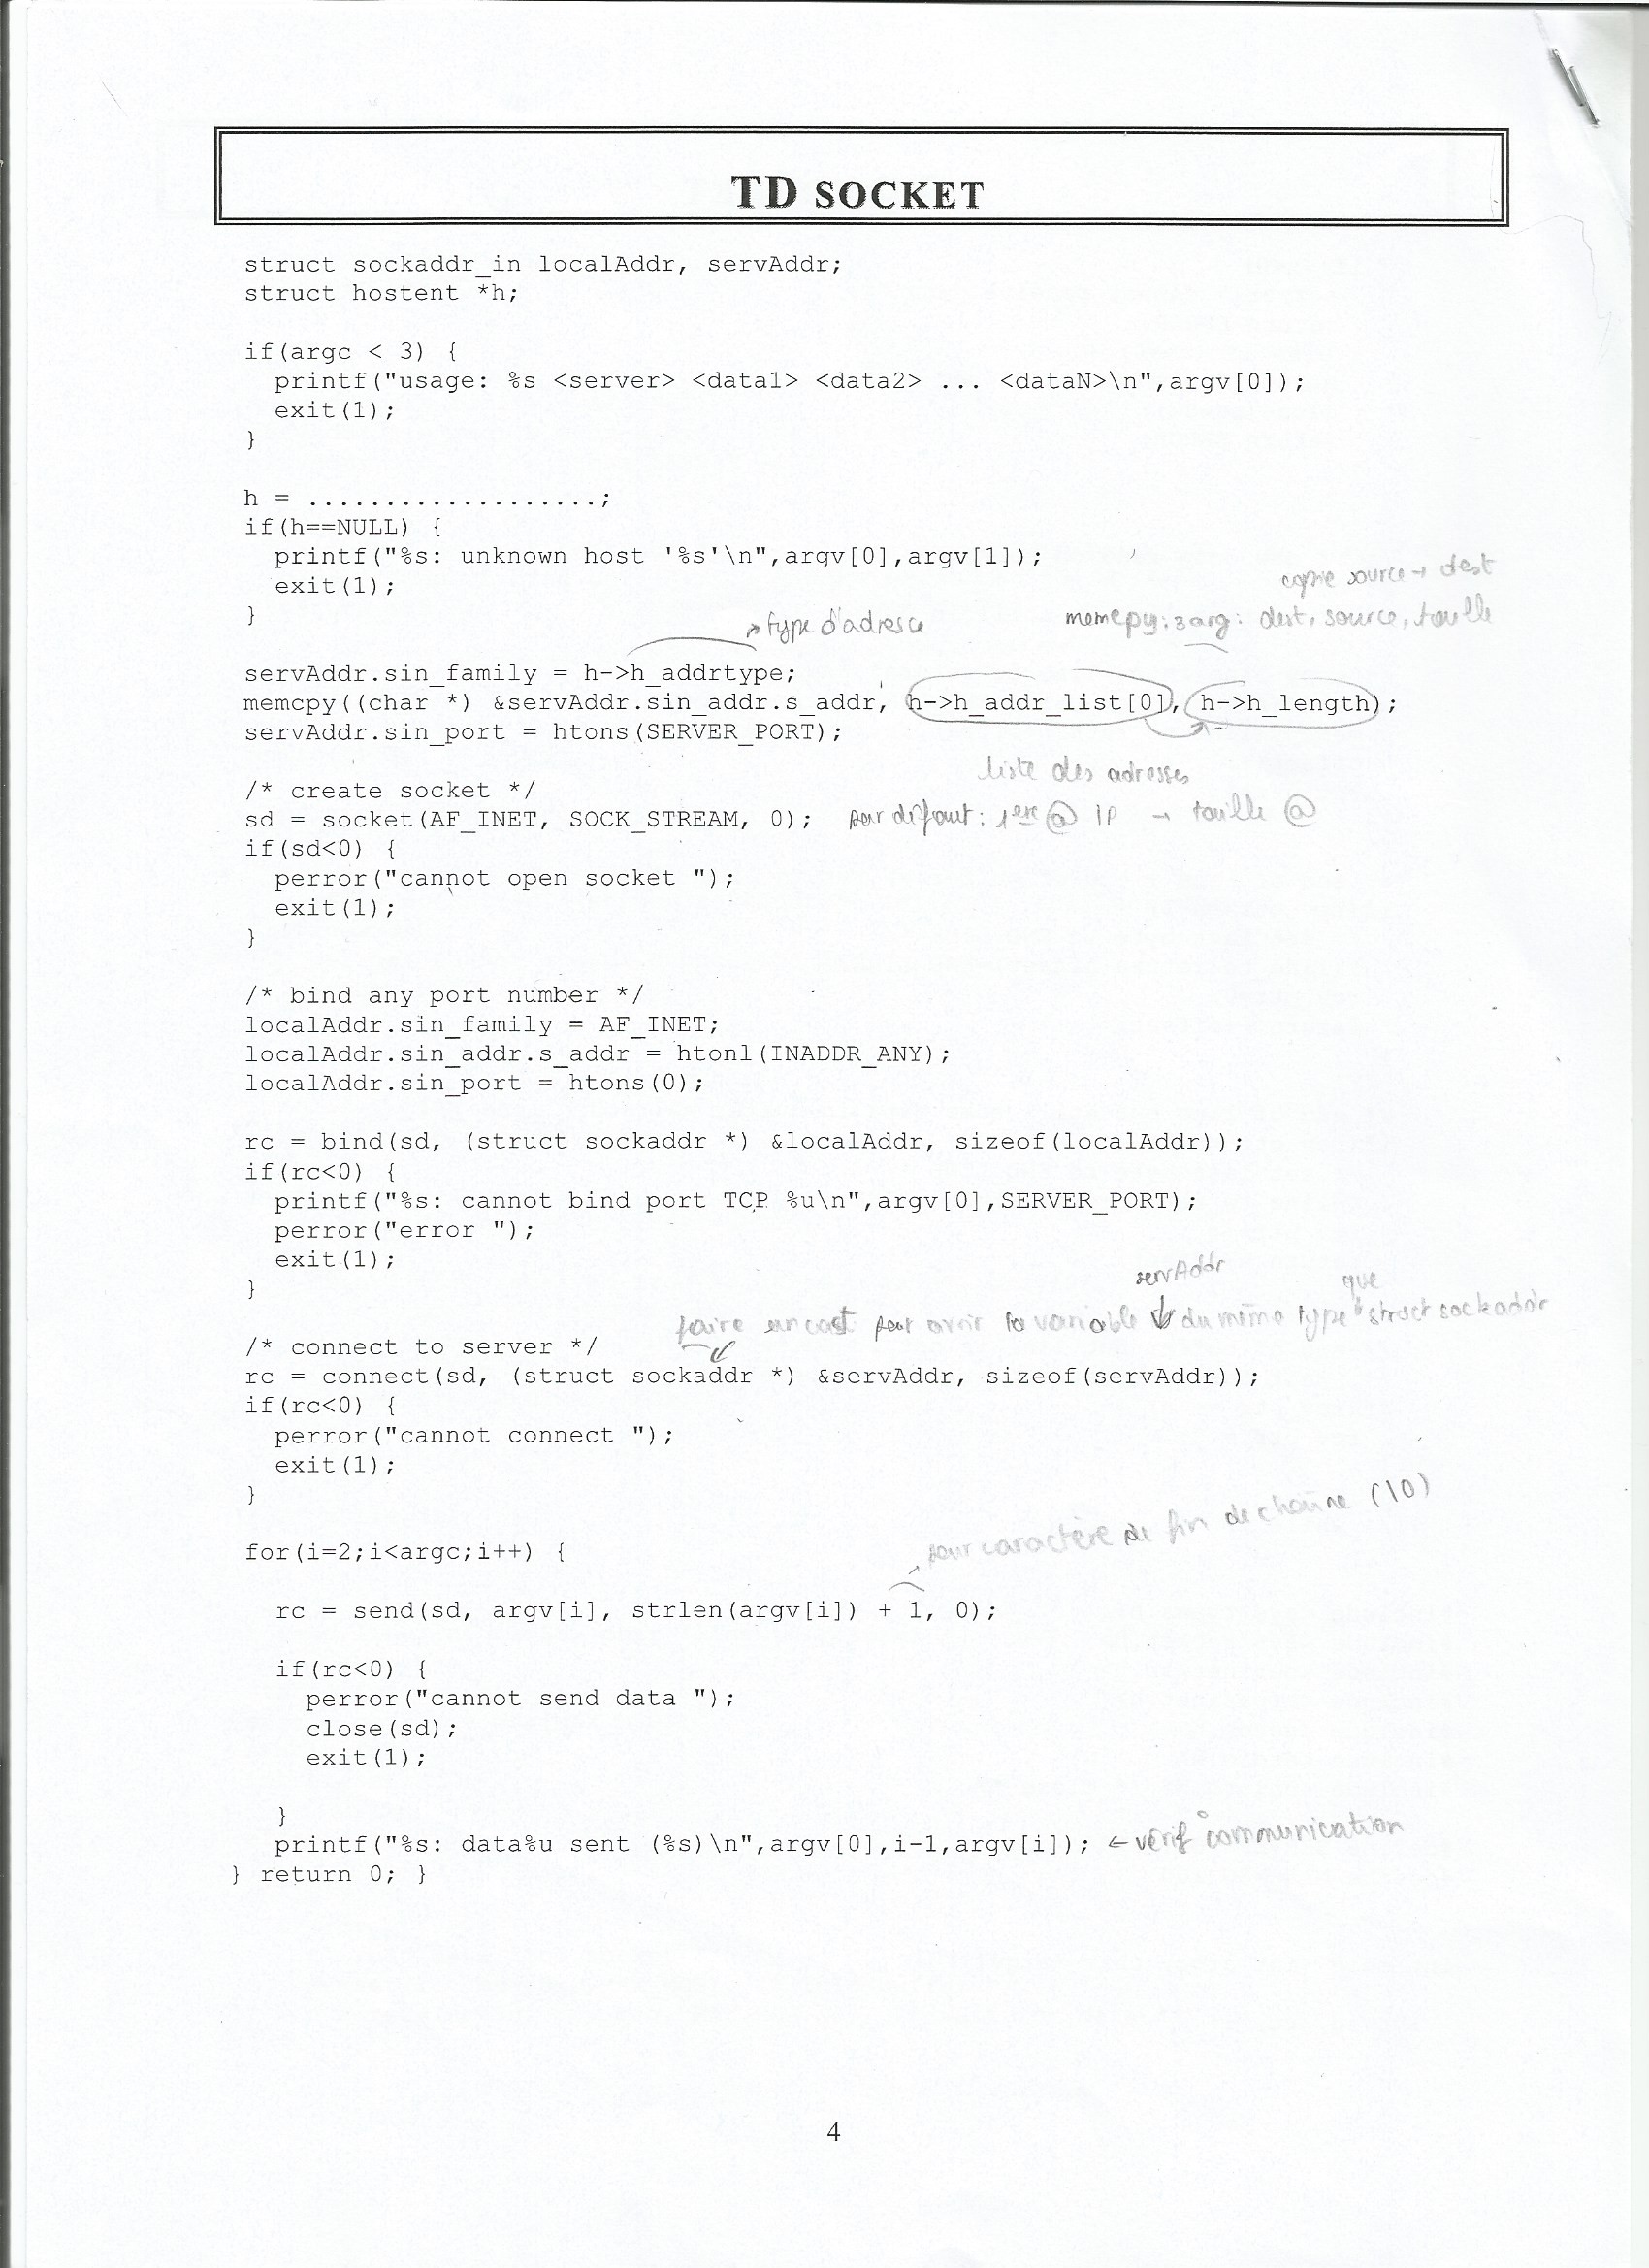 TD SOCKET
struct sockaddr_in localAddr, servAddr;
struct hostent *h;
if(argc < 3) {
printf("usage: %s <server> <data1> <data2> ... <dataN>\n",argv[0]);
exit(1);
}
h = ...................;
if(h==NULL) {
printf("%s: unknown host '%s'\n",argv[0],argv[1]);
exit(1);
}
copie source → dest
→ type d'adresse
memcpy: 3 arg: dest, source, taille
servAddr.sin_family = h->h_addrtype;
memcpy((char *) &servAddr.sin_addr.s_addr, h->h_addr_list[0], h->h_length);
servAddr.sin_port = htons(SERVER_PORT);
liste des adresses
/* create socket */
sd = socket(AF_INET, SOCK_STREAM, 0); par défaut: 1ere @ IP → taille @
if(sd<0) {
perror("cannot open socket ");
exit(1);
}
/* bind any port number */
localAddr.sin_family = AF_INET;
localAddr.sin_addr.s_addr = htonl(INADDR_ANY);
localAddr.sin_port = htons(0);
rc = bind(sd, (struct sockaddr *) &localAddr, sizeof(localAddr));
if(rc<0) {
printf("%s: cannot bind port TCP %u\n",argv[0],SERVER_PORT);
perror("error ");
exit(1);
}
servAddr que
faire un cast pour avoir la variable ↓ du même type struct sockaddr
/* connect to server */
rc = connect(sd, (struct sockaddr *) &servAddr, sizeof(servAddr));
if(rc<0) {
perror("cannot connect ");
exit(1);
}
pour caractère de fin de chaîne (\0)
for(i=2;i<argc;i++) {
rc = send(sd, argv[i], strlen(argv[i]) + 1, 0);
if(rc<0) {
perror("cannot send data ");
close(sd);
exit(1);
}
printf("%s: data%u sent (%s)\n",argv[0],i-1,argv[i]); ← verif communication
} return 0; }
4